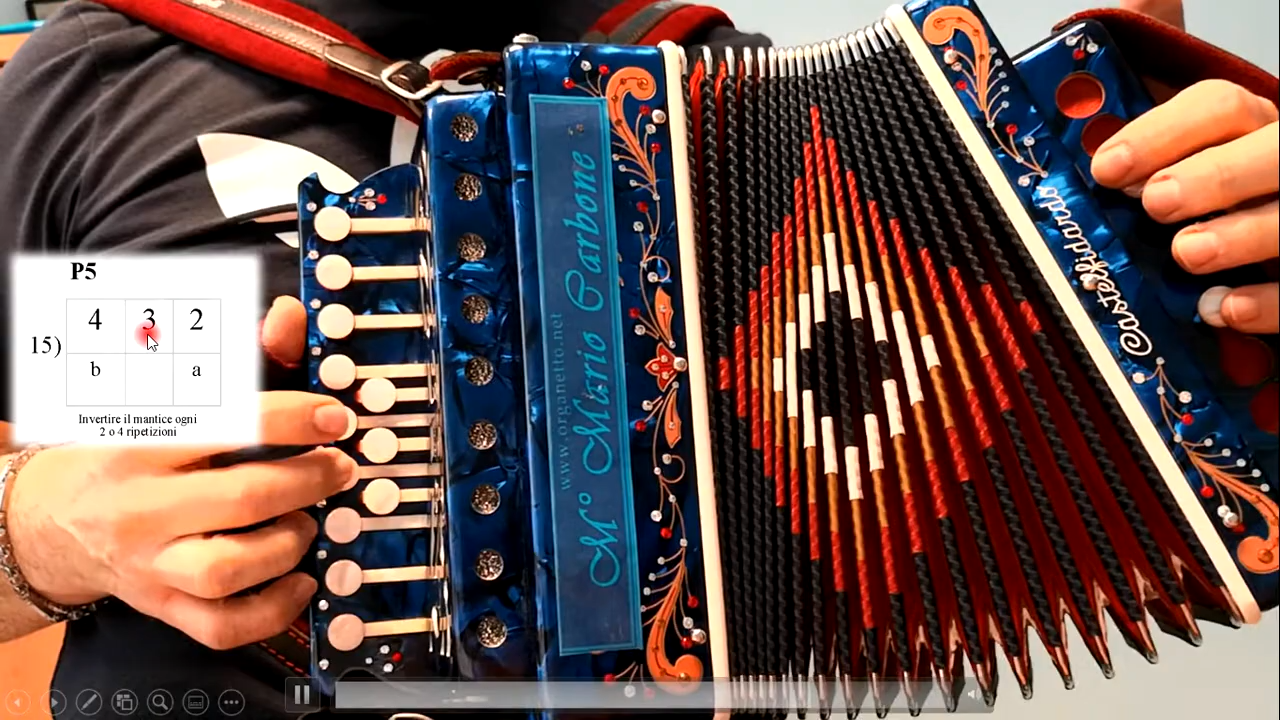 P5
15)
4 3 2
b a
Invertire il mantice ogni
2 o 4 ripetizioni
www.organetto.net
M° Mario Carbone
Castelfidardo